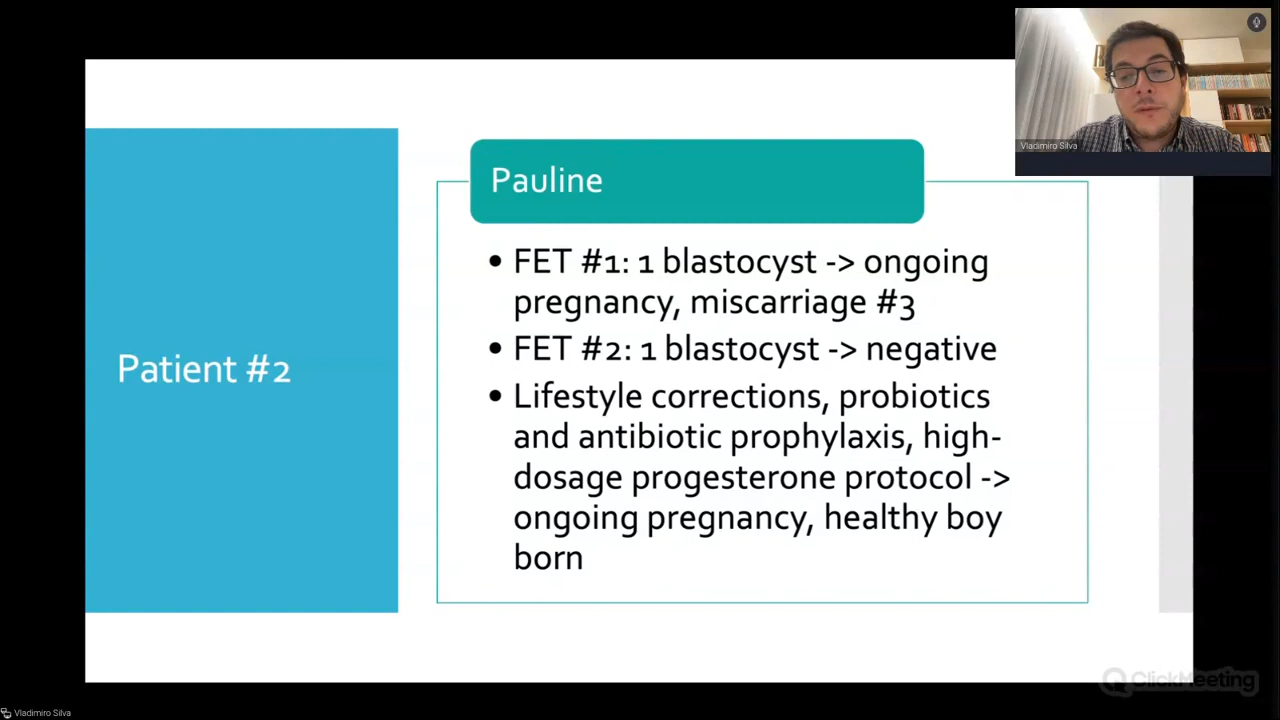 Vladimiro Silva
Pauline
• FET #1: 1 blastocyst -> ongoing
pregnancy, miscarriage #3
• FET #2: 1 blastocyst -> negative
• Lifestyle corrections, probiotics
and antibiotic prophylaxis, high-
dosage progesterone protocol ->
ongoing pregnancy, healthy boy
born
Patient #2
ClickMeeting
Vladimiro Silva